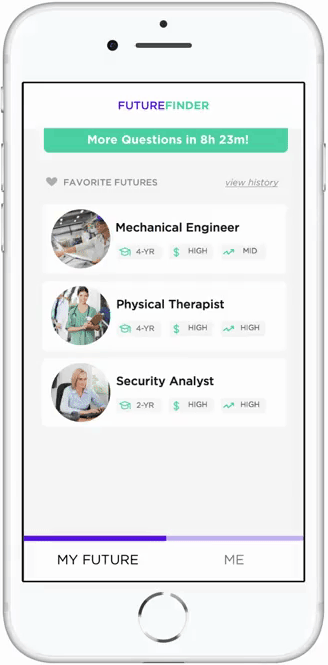 FUTUREFINDER
More Questions in 8h 23m!
FAVORITE FUTURES view history
Mechanical Engineer
4-YR $ HIGH MID
Physical Therapist
4-YR $ HIGH HIGH
Security Analyst
2-YR $ HIGH HIGH
MY FUTURE ME